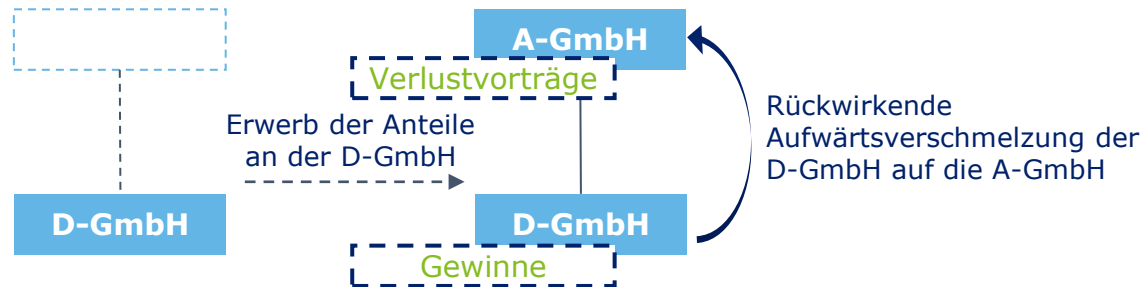 A-GmbH
Verlustvorträge
Erwerb der Anteile
an der D-GmbH
Rückwirkende
Aufwärtsverschmelzung der
D-GmbH auf die A-GmbH
D-GmbH
D-GmbH
Gewinne